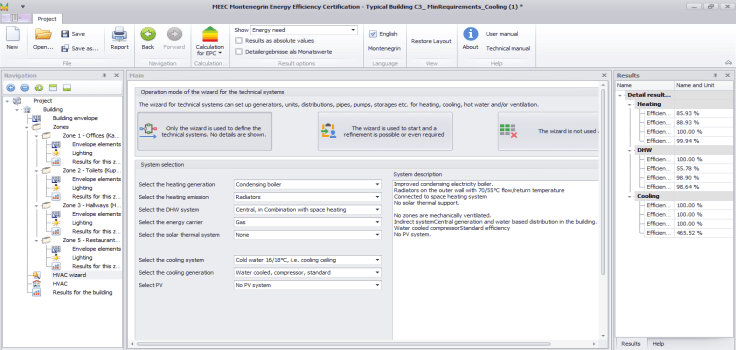 MEEC Montenegrin Energy Efficiency Certification - Typical Building C3_MinRequirements_Cooling (1) *
Project
New
Open...
Save
Save as...
Report
Back
Forward
Calculation for EPC
Show Energy need
Results as absolute values
Detailergebnisse als Monatswerte
English
Montenegrin
Restore Layout
About
User manual
Technical manual
File
Navigation
Calculation
Result options
Language
View
Help
Navigation
Project
Building
Building envelope
Zones
Zone 1 - Offices (Ka...
Envelope elements
Lighting
Results for this z...
Zone 2 - Toilets (Kup...
Envelope elements
Lighting
Results for this z...
Zone 3 - Hallways (H...
Envelope elements
Lighting
Results for this z...
Zone 5 - Restaurant...
Envelope elements
Lighting
Results for this z...
HVAC wizard
HVAC
Results for the building
Main
Operation mode of the wizard for the technical systems
The wizard for technical systems can set up generators, units, distributions, pipes, pumps, storages etc. for heating, cooling, hot water and/or ventilation.
Only the wizard is used to define the technical systems. No details are shown.
The wizard is used to start and a refinement is possible or even required
The wizard is not used
System selection
Select the heating generation Condensing boiler
Select the heating emission Radiators
Select the DHW system Central, in Combination with space heating
Select the energy carrier Gas
Select the solar thermal system None
Select the cooling system Cold water 16/18°C, i.e. cooling ceiling
Select the cooling generation Water cooled, compressor, standard
Select PV No PV system
System description
Improved condensing electricity boiler.
Radiators on the outer wall with 70/55°C flow/return temperature
Connected to space heating system
No solar thermal support.
No zones are mechanically ventilated.
Indirect systemCentral generation and water based distribution in the building.
Water cooled compressorStandard efficiency
No PV system.
Results
Name Name and Unit
Detail result...
Heating
Efficien... 85.93 %
Efficien... 88.93 %
Efficien... 100.00 %
Efficien... 99.94 %
DHW
Efficien... 100.00 %
Efficien... 55.78 %
Efficien... 98.90 %
Efficien... 98.64 %
Cooling
Efficien... 100.00 %
Efficien... 100.00 %
Efficien... 100.00 %
Efficien... 465.52 %
Results Help